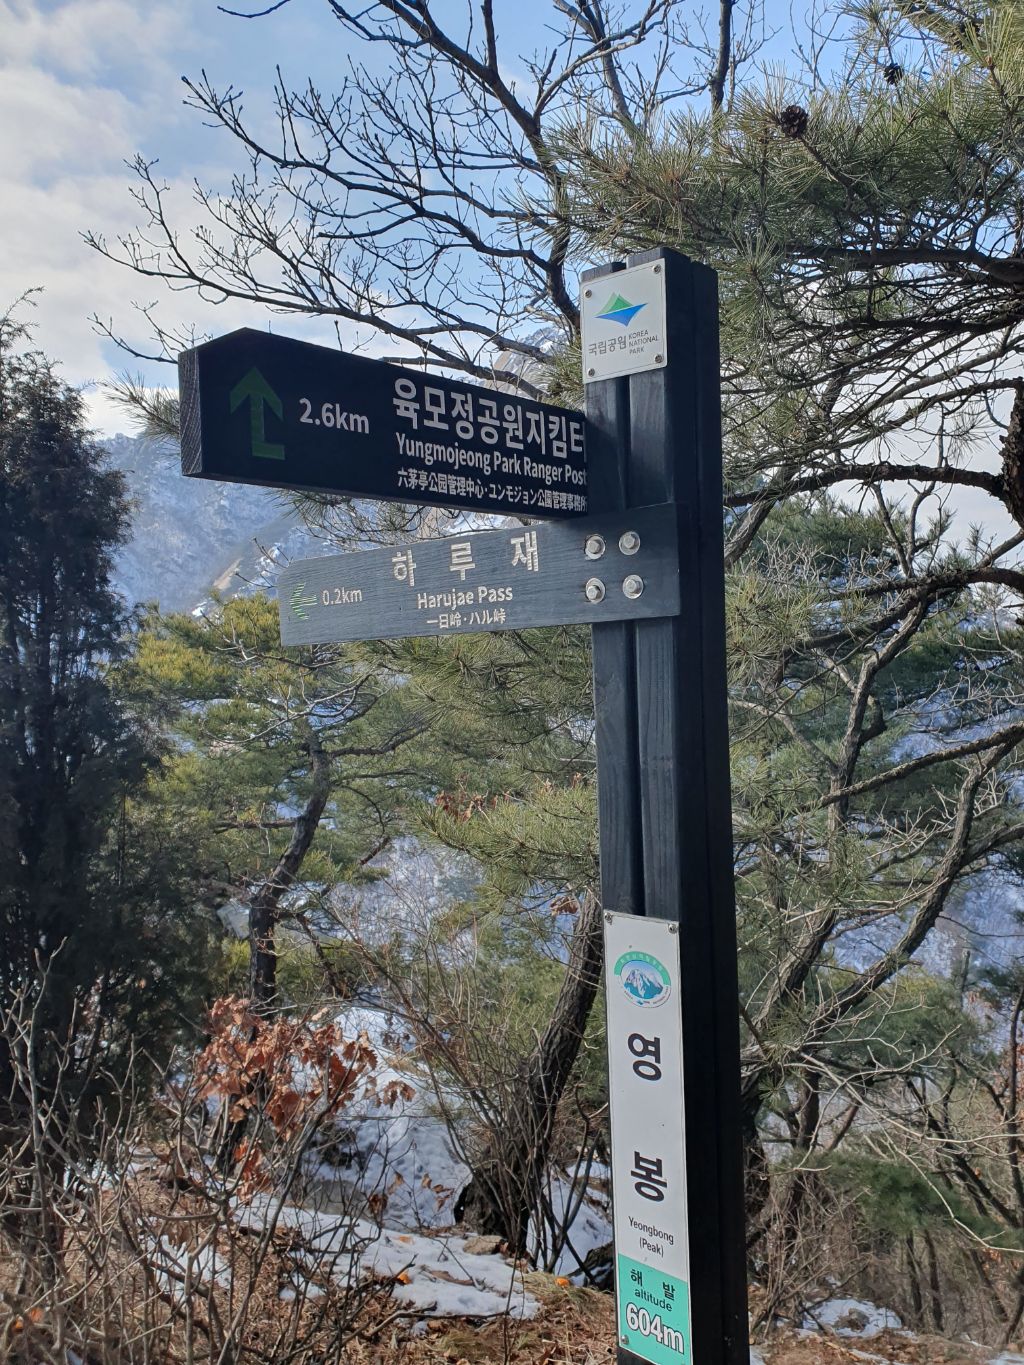 국립공원
KOREA
NATIONAL
PARK
2.6km
육모정공원지킴터
Yungmojeong Park Ranger Post
六茅亭公园管理中心·ユンモジョン公園管理事務所
하 루 재
0.2km
Harujae Pass
一日岭·ハル峠
영
봉
Yeongbong
(Peak)
해 발
altitude
604m